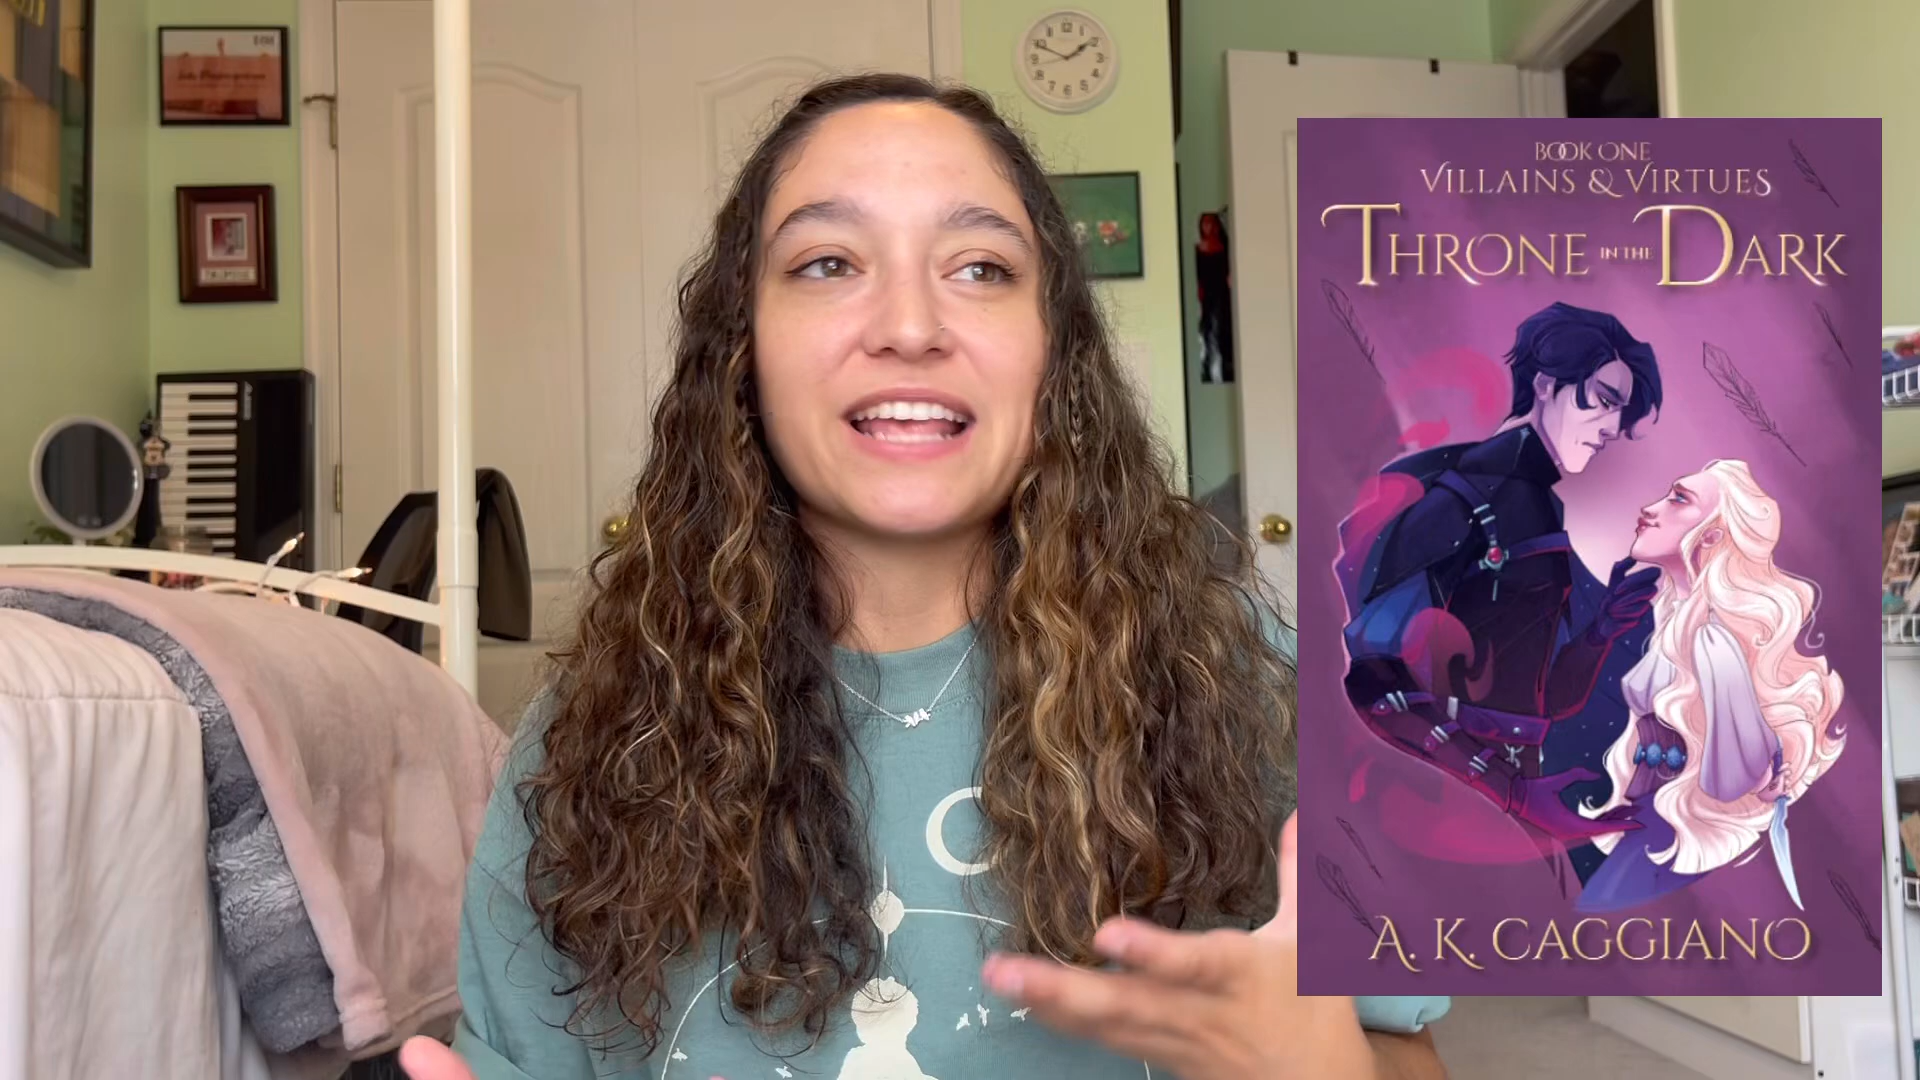 BOOK ONE
VILLAINS & VIRTUES
THRONE IN THE DARK
A. K. CAGGIANO